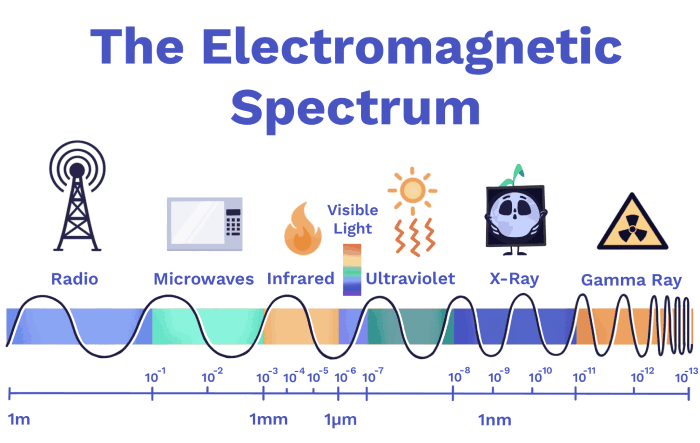 The Electromagnetic
Spectrum
Visible
Light
Radio
Microwaves
Infrared
Ultraviolet
X-Ray
Gamma Ray
10⁻¹
10⁻²
10⁻³
10⁻⁴
10⁻⁵
10⁻⁶
10⁻⁷
10⁻⁸
10⁻⁹
10⁻¹⁰
10⁻¹¹
10⁻¹²
10⁻¹³
1m
1mm
1µm
1nm